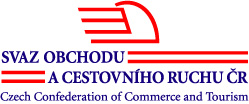 SVAZ OBCHODU
A CESTOVNÍHO RUCHU ČR
Czech Confederation of Commerce and Tourism